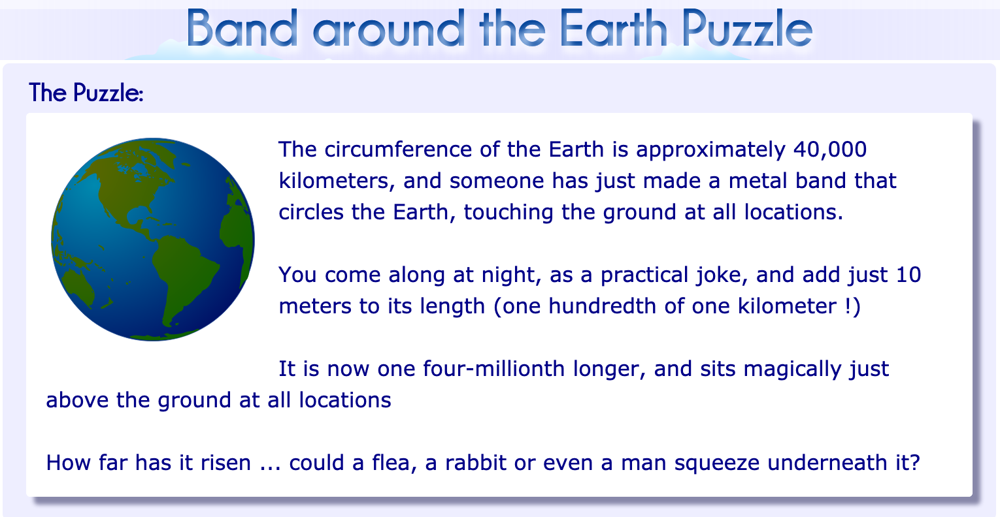 Band around the Earth Puzzle
The Puzzle:
The circumference of the Earth is approximately 40,000
kilometers, and someone has just made a metal band that
circles the Earth, touching the ground at all locations.
You come along at night, as a practical joke, and add just 10
meters to its length (one hundredth of one kilometer !)
It is now one four-millionth longer, and sits magically just
above the ground at all locations
How far has it risen ... could a flea, a rabbit or even a man squeeze underneath it?